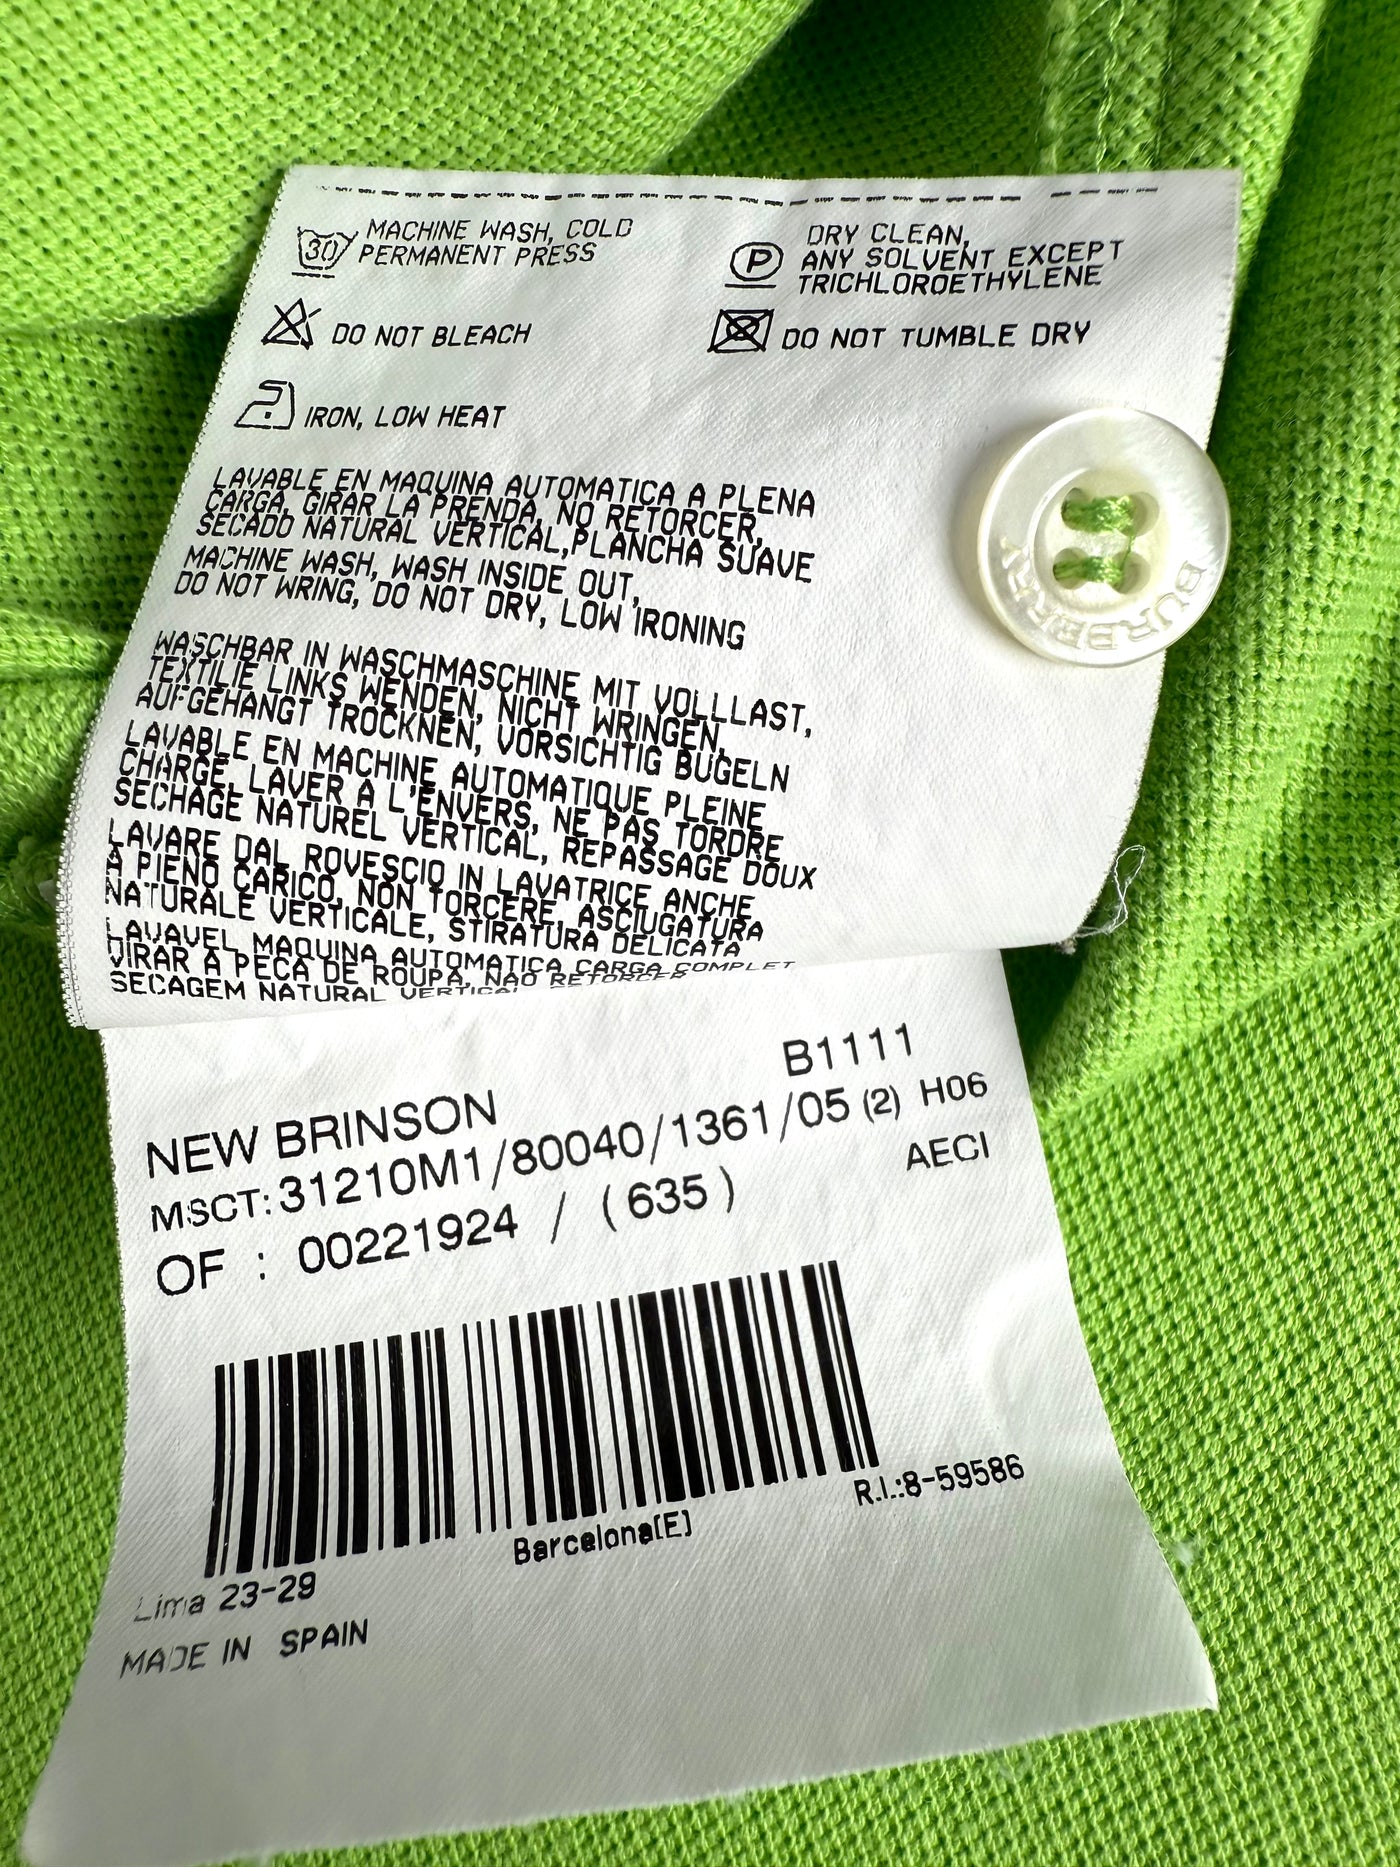 30
MACHINE WASH, COLD
PERMANENT PRESS
P
DRY CLEAN,
ANY SOLVENT EXCEPT
TRICHLOROETHYLENE
DO NOT BLEACH
DO NOT TUMBLE DRY
IRON, LOW HEAT
LAVABLE EN MAQUINA AUTOMATICA A PLENA
CARGA, GIRAR LA PRENDA, NO RETORCER,
SECADO NATURAL VERTICAL,PLANCHA SUAVE
MACHINE WASH, WASH INSIDE OUT,
DO NOT WRING, DO NOT DRY, LOW IRONING
WASCHBAR IN WASCHMASCHINE MIT VOLLLAST,
TEXTILIE LINKS WENDEN, NICHT WRINGEN,
AUFGEHANGT TROCKNEN, VORSICHTIG BUGELN
LAVABLE EN MACHINE AUTOMATIQUE PLEINE
CHARGE, LAVER A L'ENVERS, NE PAS TORDRE
SECHAGE NATUREL VERTICAL, REPASSAGE DOUX
LAVARE DAL ROVESCIO IN LAVATRICE ANCHE
A PIENO CARICO, NON TORCERE, ASCIUGATURA
NATURALE VERTICALE, STIRATURA DELICATA
LAVAVEL MAQUINA AUTOMATICA CARGA COMPLET
VIRAR A PECA DE ROUPA, NAO RETORCER
SECAGEM NATURAL VERTICAL
BURBERRY
B1111
NEW BRINSON
MSCT: 31210M1/80040/1361/05 (2) H06
OF : 00221924 / (635)
AECI
R.I.:8-59586
Barcelona[E]
Lima 23-29
MADE IN SPAIN